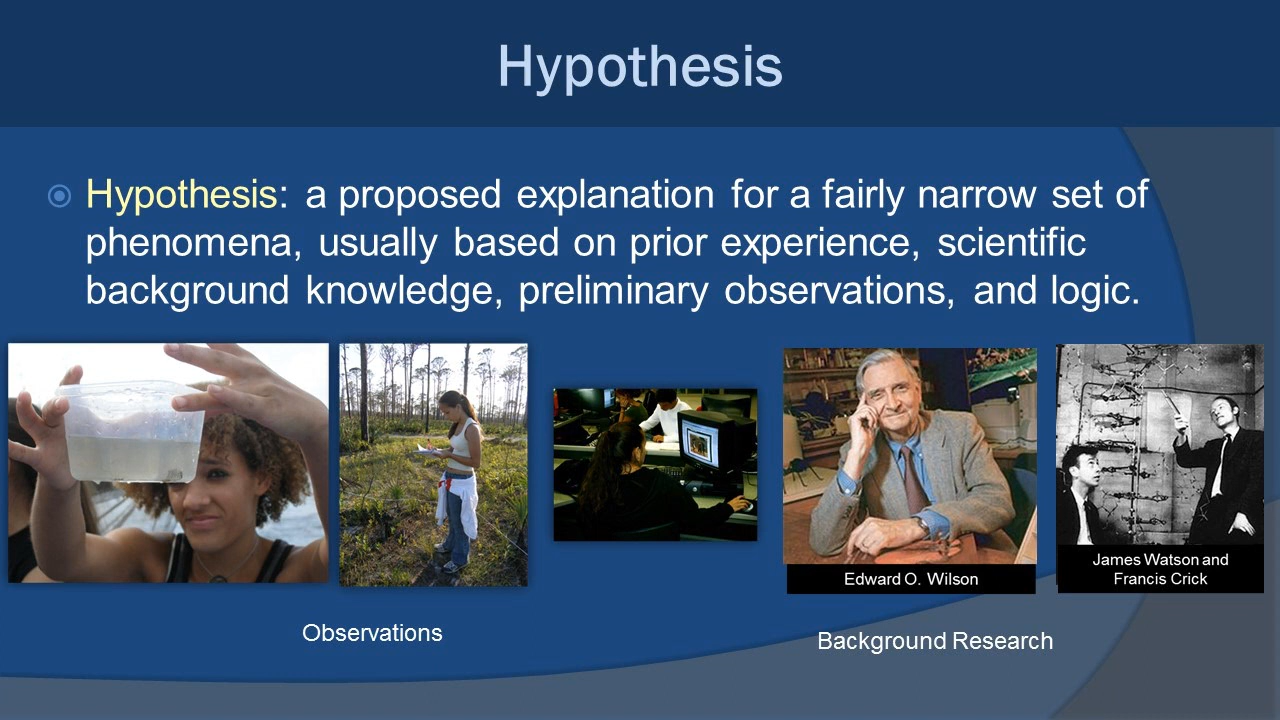 Hypothesis
Hypothesis: a proposed explanation for a fairly narrow set of
phenomena, usually based on prior experience, scientific
background knowledge, preliminary observations, and logic.
Edward O. Wilson
James Watson and
Francis Crick
Observations
Background Research